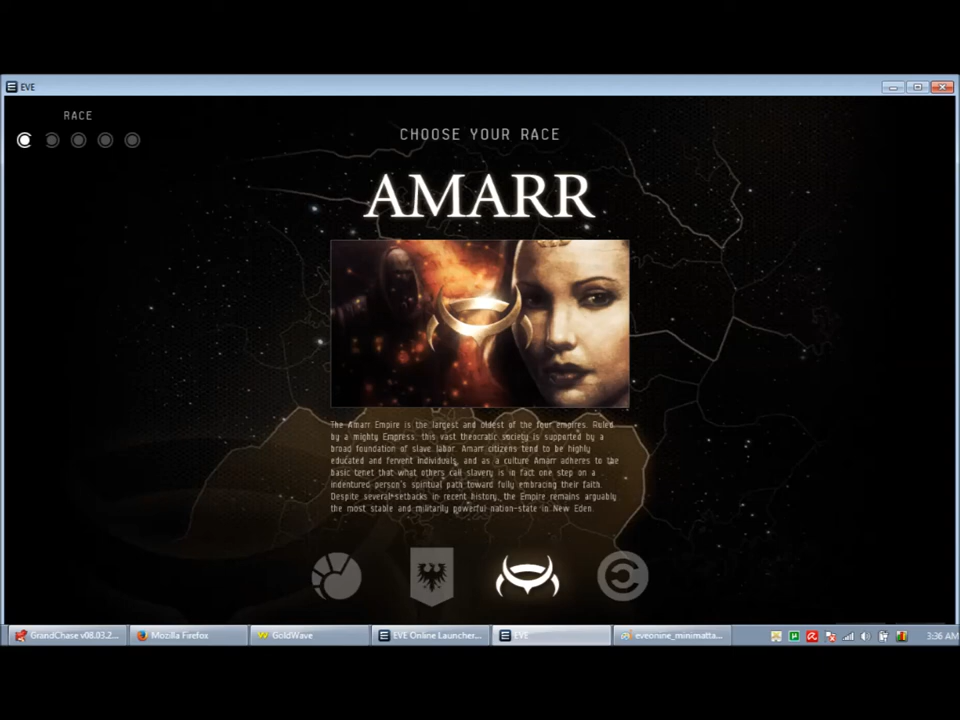 EVE
RACE
CHOOSE YOUR RACE
AMARR
The Amarr Empire is the largest and oldest of the four empires. Ruled
by a mighty Empress, this vast theocratic society is supported by a
broad foundation of slave labor. Amarr citizens tend to be highly
educated and fervent individuals, and as a culture Amarr adheres to the
basic tenet that what others call slavery is in fact one step on a
indentured person's spiritual path toward fully embracing their faith.
Despite several setbacks in recent history, the Empire remains arguably
the most stable and militarily powerful nation-state in New Eden.
GrandChase v08.03.2... Mozilla Firefox GoldWave EVE Online Launcher... EVE eveonine_minimatta... 3:36 AM